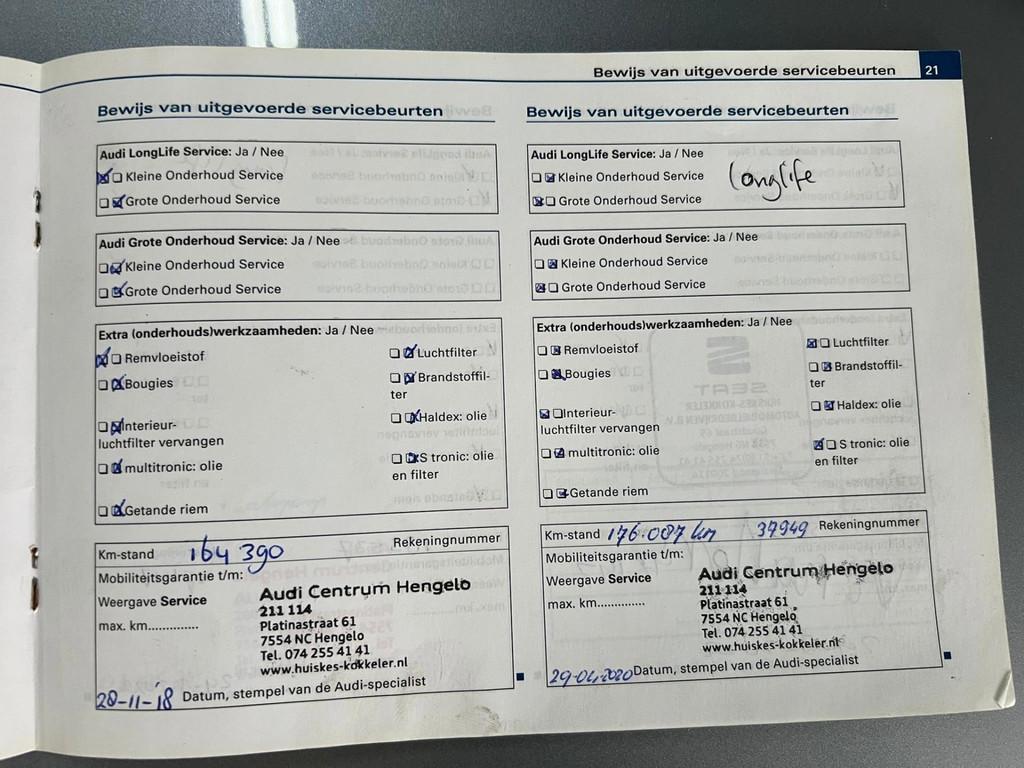 Bewijs van uitgevoerde servicebeurten 21
Bewijs van uitgevoerde servicebeurten
Audi LongLife Service: Ja / Nee
Kleine Onderhoud Service
Grote Onderhoud Service
Audi Grote Onderhoud Service: Ja / Nee
Kleine Onderhoud Service
Grote Onderhoud Service
Extra (onderhouds)werkzaamheden: Ja / Nee
Remvloeistof
Bougies
Interieur-
luchtfilter vervangen
multitronic: olie
Getande riem
Luchtfilter
Brandstoffil-
ter
Haldex: olie
S tronic: olie
en filter
Km-stand 164 390 Rekeningnummer
Mobiliteitsgarantie t/m:
Weergave Service
max. km..............
Audi Centrum Hengelo
211 114
Platinastraat 61
7554 NC Hengelo
Tel. 074 255 41 41
www.huiskes-kokkeler.nl
28-11-18 Datum, stempel van de Audi-specialist
Bewijs van uitgevoerde servicebeurten
Audi LongLife Service: Ja / Nee
Kleine Onderhoud Service
Grote Onderhoud Service
Longlife
Audi Grote Onderhoud Service: Ja / Nee
Kleine Onderhoud Service
Grote Onderhoud Service
Extra (onderhouds)werkzaamheden: Ja / Nee
Remvloeistof
Bougies
Interieur-
luchtfilter vervangen
multitronic: olie
Getande riem
Luchtfilter
Brandstoffil-
ter
Haldex: olie
S tronic: olie
en filter
Km-stand 176.087 km 37949 Rekeningnummer
Mobiliteitsgarantie t/m:
Weergave Service
max. km..............
Audi Centrum Hengelo
211 114
Platinastraat 61
7554 NC Hengelo
Tel. 074 255 41 41
www.huiskes-kokkeler.nl
29-04-2020 Datum, stempel van de Audi-specialist